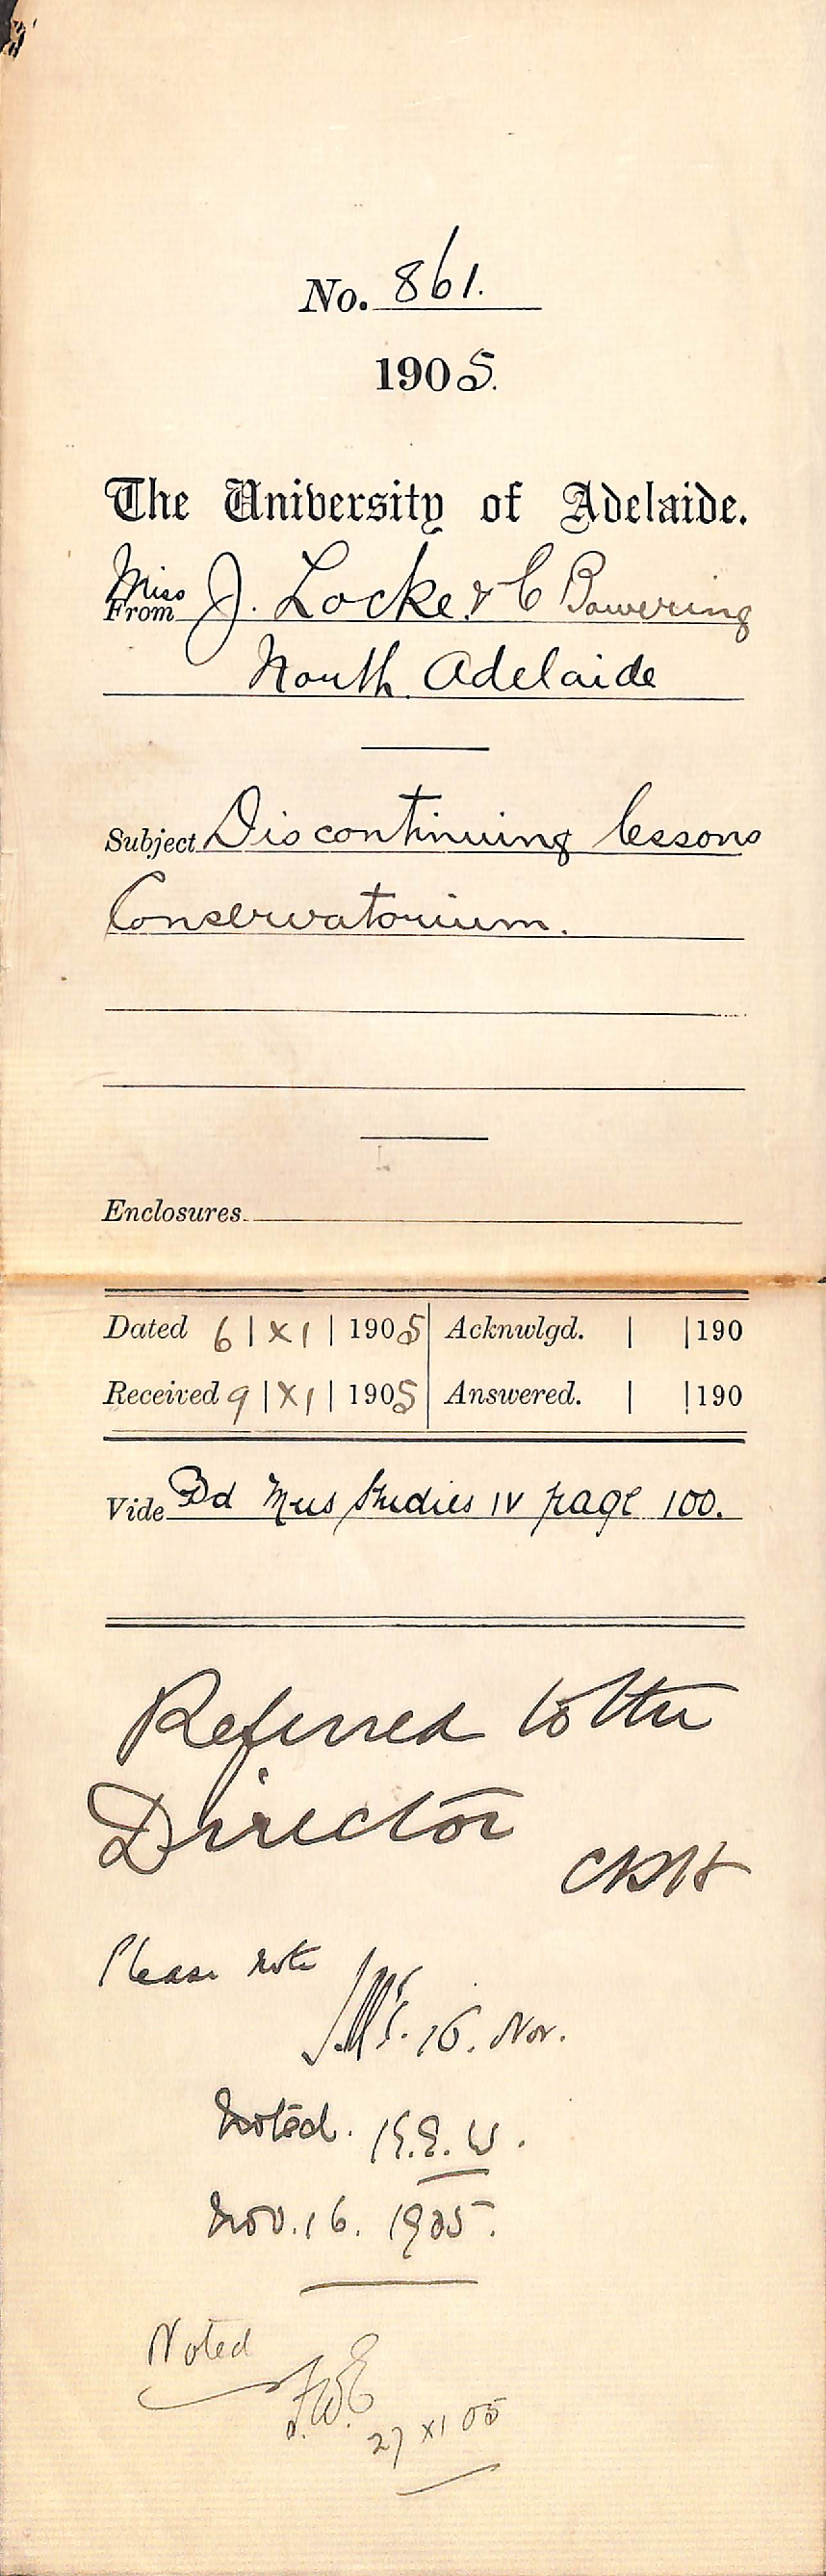 No. 861.
1905.
The University of Adelaide.
Miss
From J. Locke & C Bowering
North Adelaide
Subject Discontinuing lessons
Conservatorium.
Enclosures
Dated 6 | XI | 1905 Acknwlgd. | | 190
Received 9 | XI | 1905 Answered. | | 190
Vide Bd Mus Studies IV page 100.
Referred to the
Director
Please note
16. Nov.
Noted. E. W.
Nov. 16. 1905.
Noted
27 XI 05